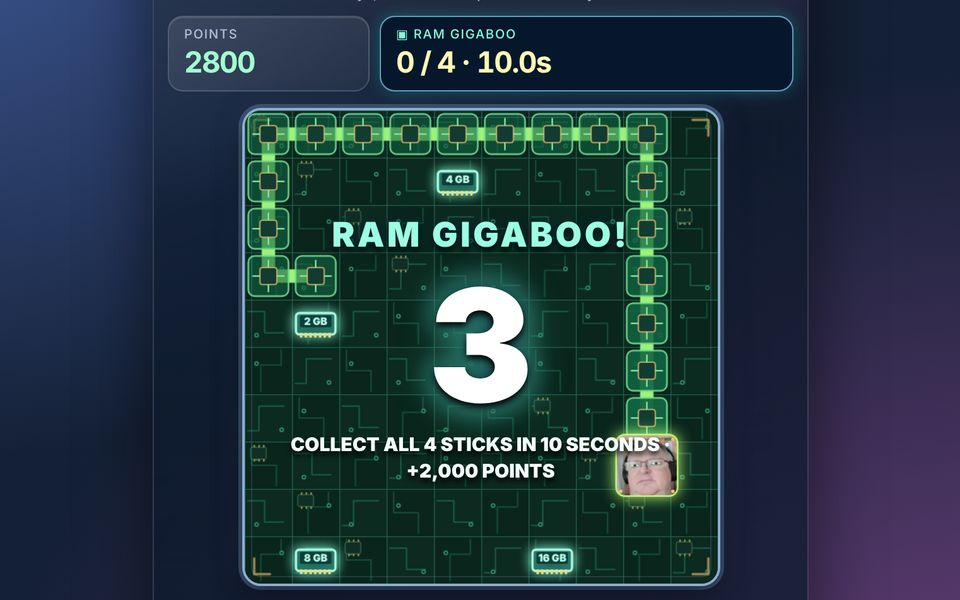 POINTS
2800
▣ RAM GIGABOO
0 / 4 · 10.0s
4 GB
RAM GIGABOO!
2 GB
3
COLLECT ALL 4 STICKS IN 10 SECONDS ·
+2,000 POINTS
8 GB
16 GB